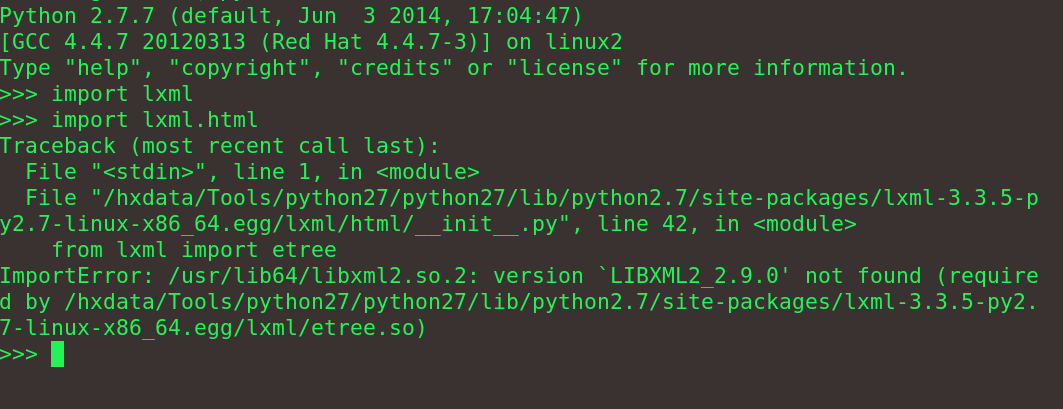 Python 2.7.7 (default, Jun  3 2014, 17:04:47)
[GCC 4.4.7 20120313 (Red Hat 4.4.7-3)] on linux2
Type "help", "copyright", "credits" or "license" for more information.
>>> import lxml
>>> import lxml.html
Traceback (most recent call last):
  File "<stdin>", line 1, in <module>
  File "/hxdata/Tools/python27/python27/lib/python2.7/site-packages/lxml-3.3.5-p
y2.7-linux-x86_64.egg/lxml/html/__init__.py", line 42, in <module>
    from lxml import etree
ImportError: /usr/lib64/libxml2.so.2: version `LIBXML2_2.9.0' not found (require
d by /hxdata/Tools/python27/python27/lib/python2.7/site-packages/lxml-3.3.5-py2.
7-linux-x86_64.egg/lxml/etree.so)
>>>